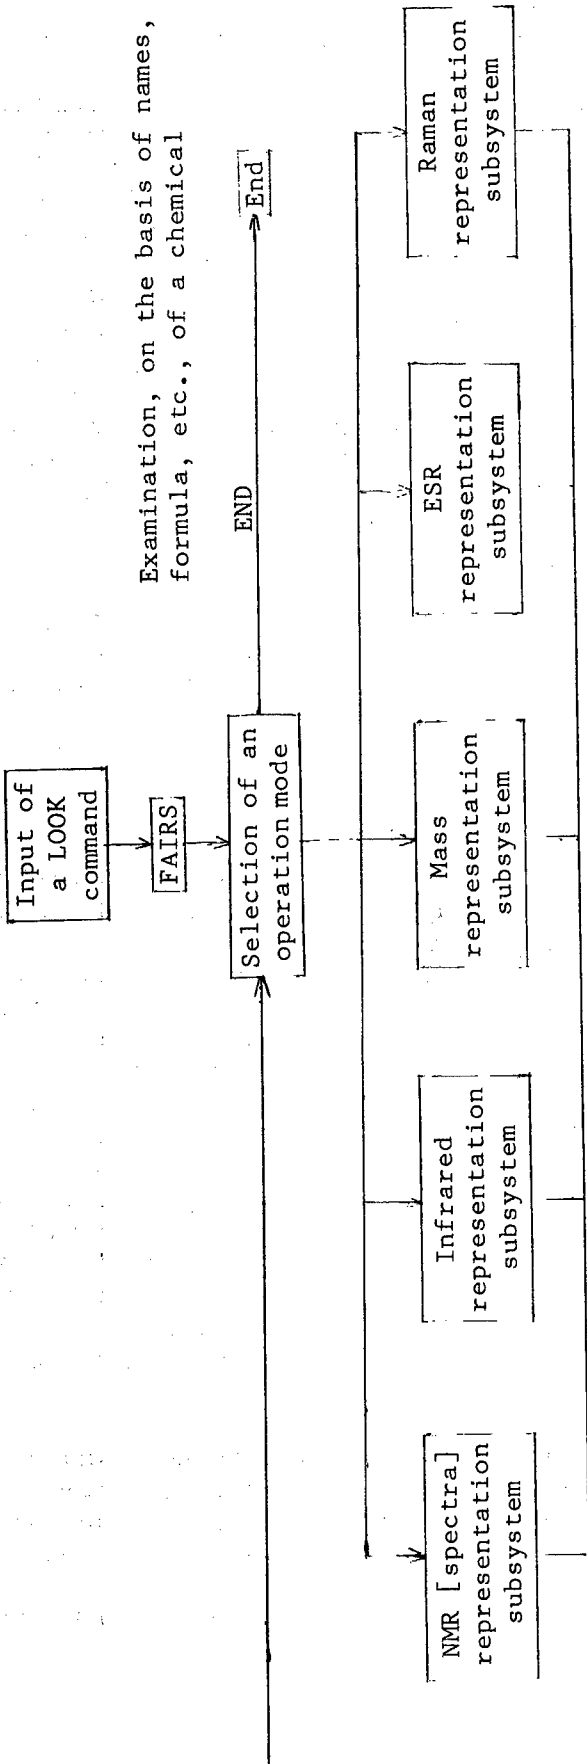 Input of
a LOOK
command
FAIRS
Examination, on the basis of names,
formula, etc., of a chemical
Selection of an
operation mode
END
End
NMR [spectra]
representation
subsystem
Infrared
representation
subsystem
Mass
representation
subsystem
ESR
representation
subsystem
Raman
representation
subsystem